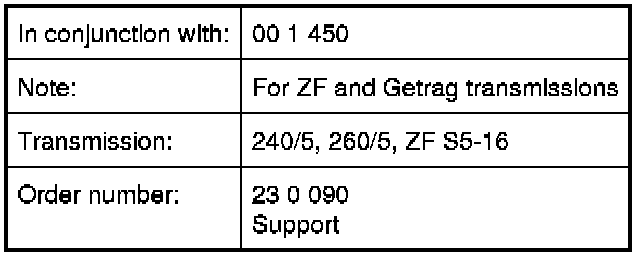 In conjunction with: 00 1 450
Note: For ZF and Getrag transmissions
Transmission: 240/5, 260/5, ZF S5-16
Order number: 23 0 090
Support